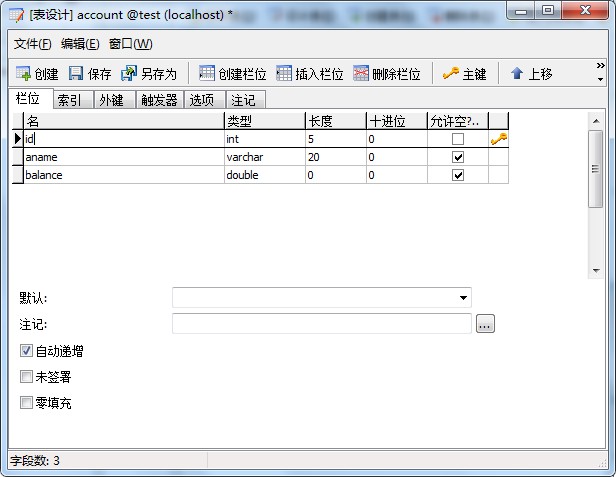 [表设计] account @test (localhost) *
文件(F) 编辑(E) 窗口(W)
创建 保存 另存为 创建栏位 插入栏位 删除栏位 主键 上移 »
栏位 索引 外键 触发器 选项 注记
名 类型 长度 十进位 允许空?..
id int 5 0
aname varchar 20 0
balance double 0 0
默认:
注记: ...
自动递增
未签署
零填充
字段数: 3